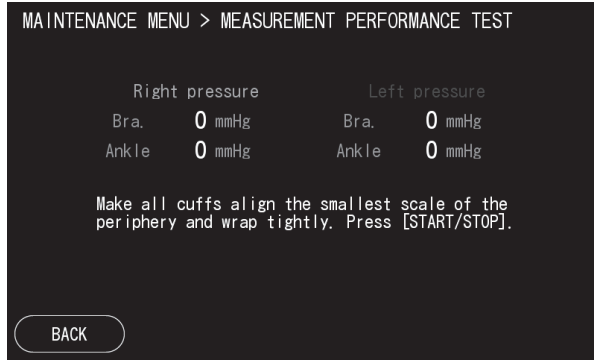 MAINTENANCE MENU > MEASUREMENT PERFORMANCE TEST
Right pressure Left pressure
Bra. 0 mmHg Bra. 0 mmHg
Ankle 0 mmHg Ankle 0 mmHg
Make all cuffs align the smallest scale of the
periphery and wrap tightly. Press [START/STOP].
BACK